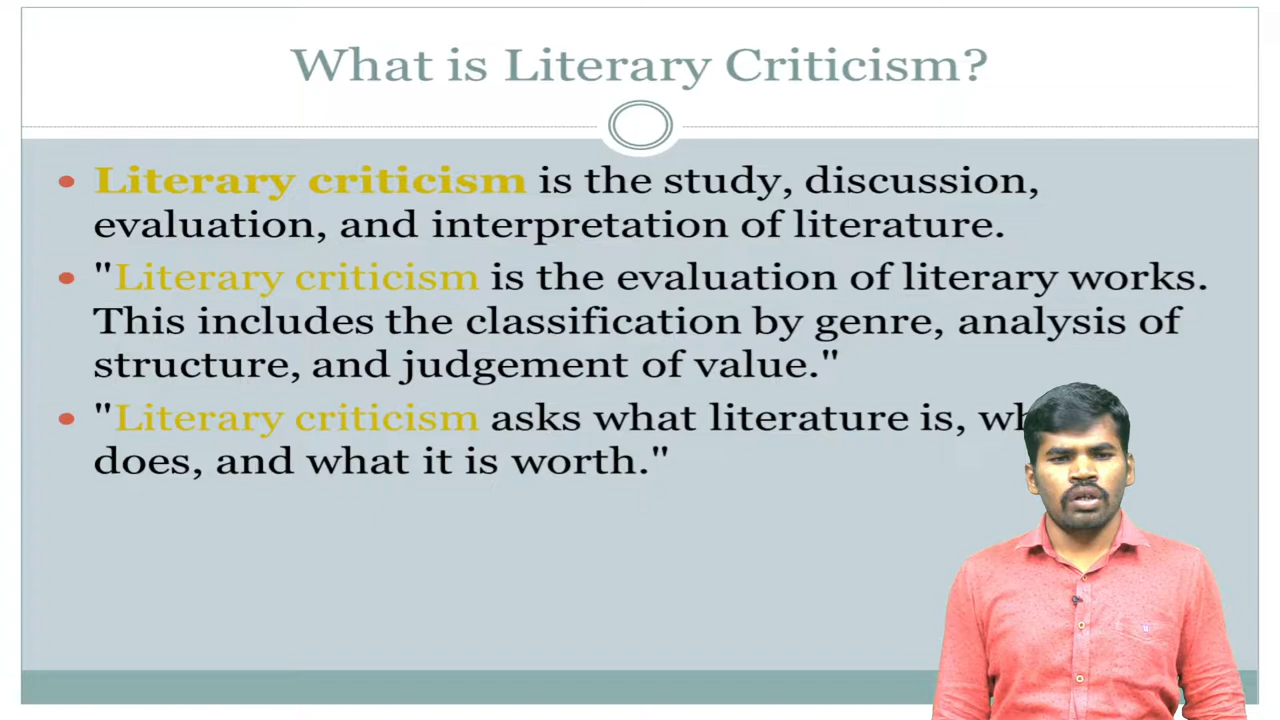 What is Literary Criticism?
• Literary criticism is the study, discussion,
evaluation, and interpretation of literature.
• "Literary criticism is the evaluation of literary works.
This includes the classification by genre, analysis of
structure, and judgement of value."
• "Literary criticism asks what literature is,
does, and what it is worth."